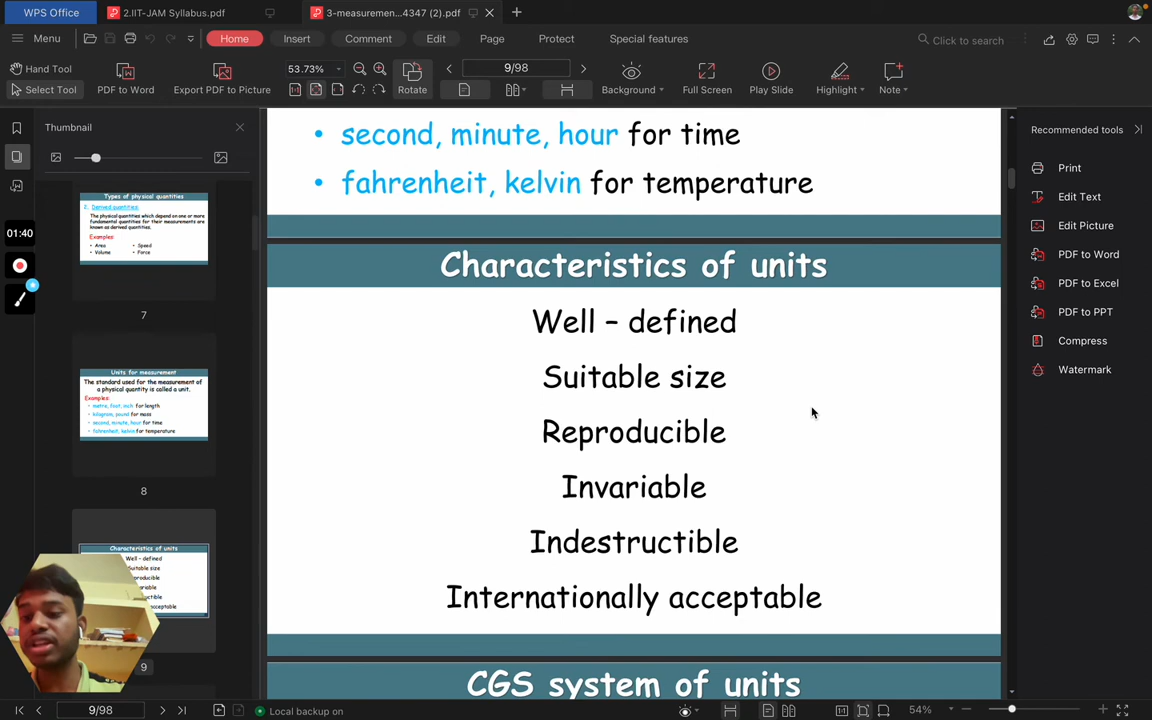 WPS Office
2.IIT-JAM Syllabus.pdf
3-measuremen...4347 (2).pdf
Menu
Home
Insert
Comment
Edit
Page
Protect
Special features
Click to search
Hand Tool
Select Tool
PDF to Word
Export PDF to Picture
53.73%
9/98
Rotate
Background
Full Screen
Play Slide
Highlight
Note
Thumbnail
Types of physical quantities
2. Derived quantities:
The physical quantities which depend on one or more
fundamental quantities for their measurements are
known as derived quantities.
Examples:
• Area • Speed
• Volume • Force
7
Units for measurement
The standard used for the measurement of
a physical quantity is called a unit.
Examples:
• metre, foot, inch for length
• kilogram, pound for mass
• second, minute, hour for time
• fahrenheit, kelvin for temperature
8
Characteristics of units
Well - defined
Suitable size
9
01:40
• second, minute, hour for time
• fahrenheit, kelvin for temperature
Characteristics of units
Well – defined
Suitable size
Reproducible
Invariable
Indestructible
Internationally acceptable
CGS system of units
Recommended tools
Print
Edit Text
Edit Picture
PDF to Word
PDF to Excel
PDF to PPT
Compress
Watermark
9/98
Local backup on
54%